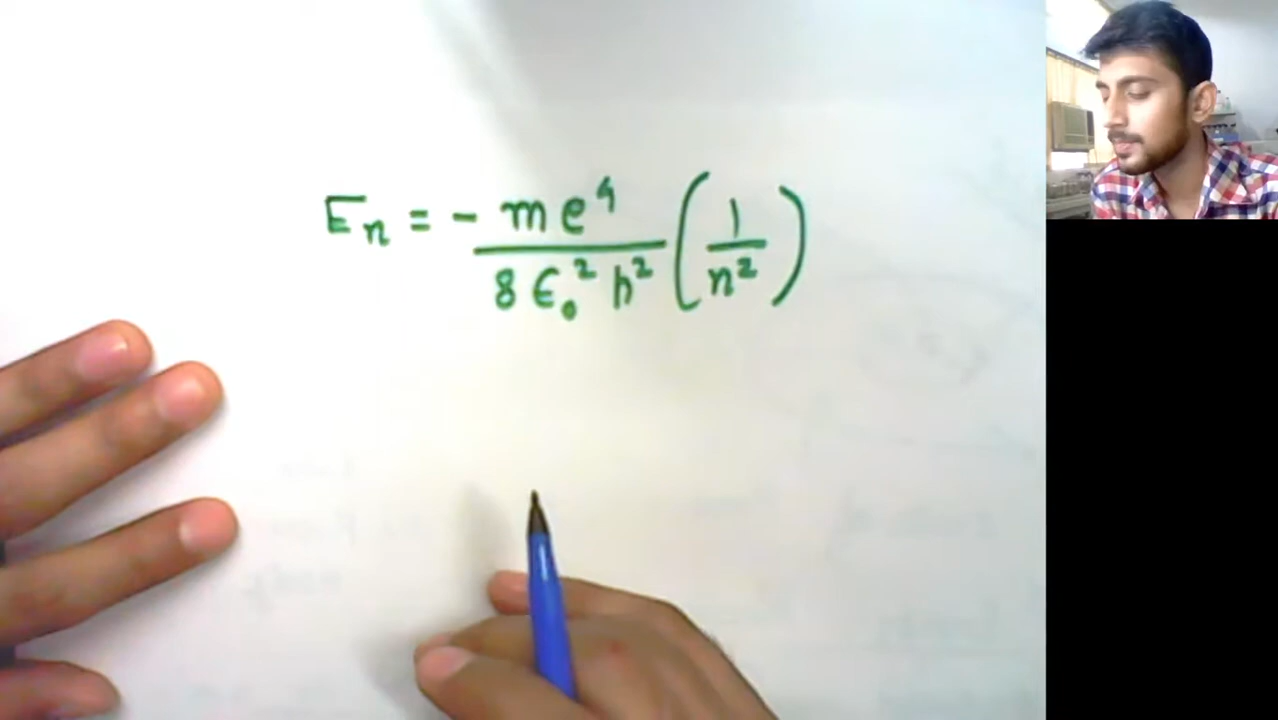 Eₙ = - me⁴ / 8ϵ₀²h² (1/n²)